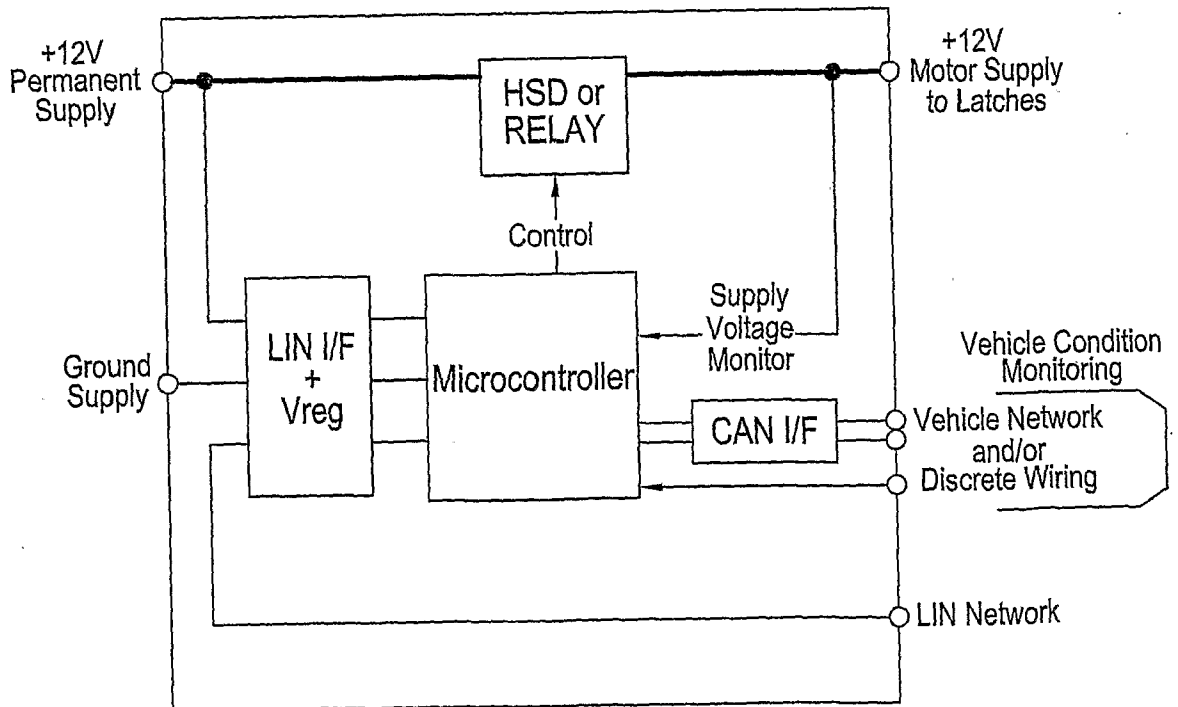 +12V
Permanent
Supply
+12V
Motor Supply
to Latches
HSD or
RELAY
Control
Supply
Voltage
Monitor
Ground
Supply
LIN I/F
+
Vreg
Microcontroller
CAN I/F
Vehicle Condition
Monitoring
Vehicle Network
and/or
Discrete Wiring
LIN Network